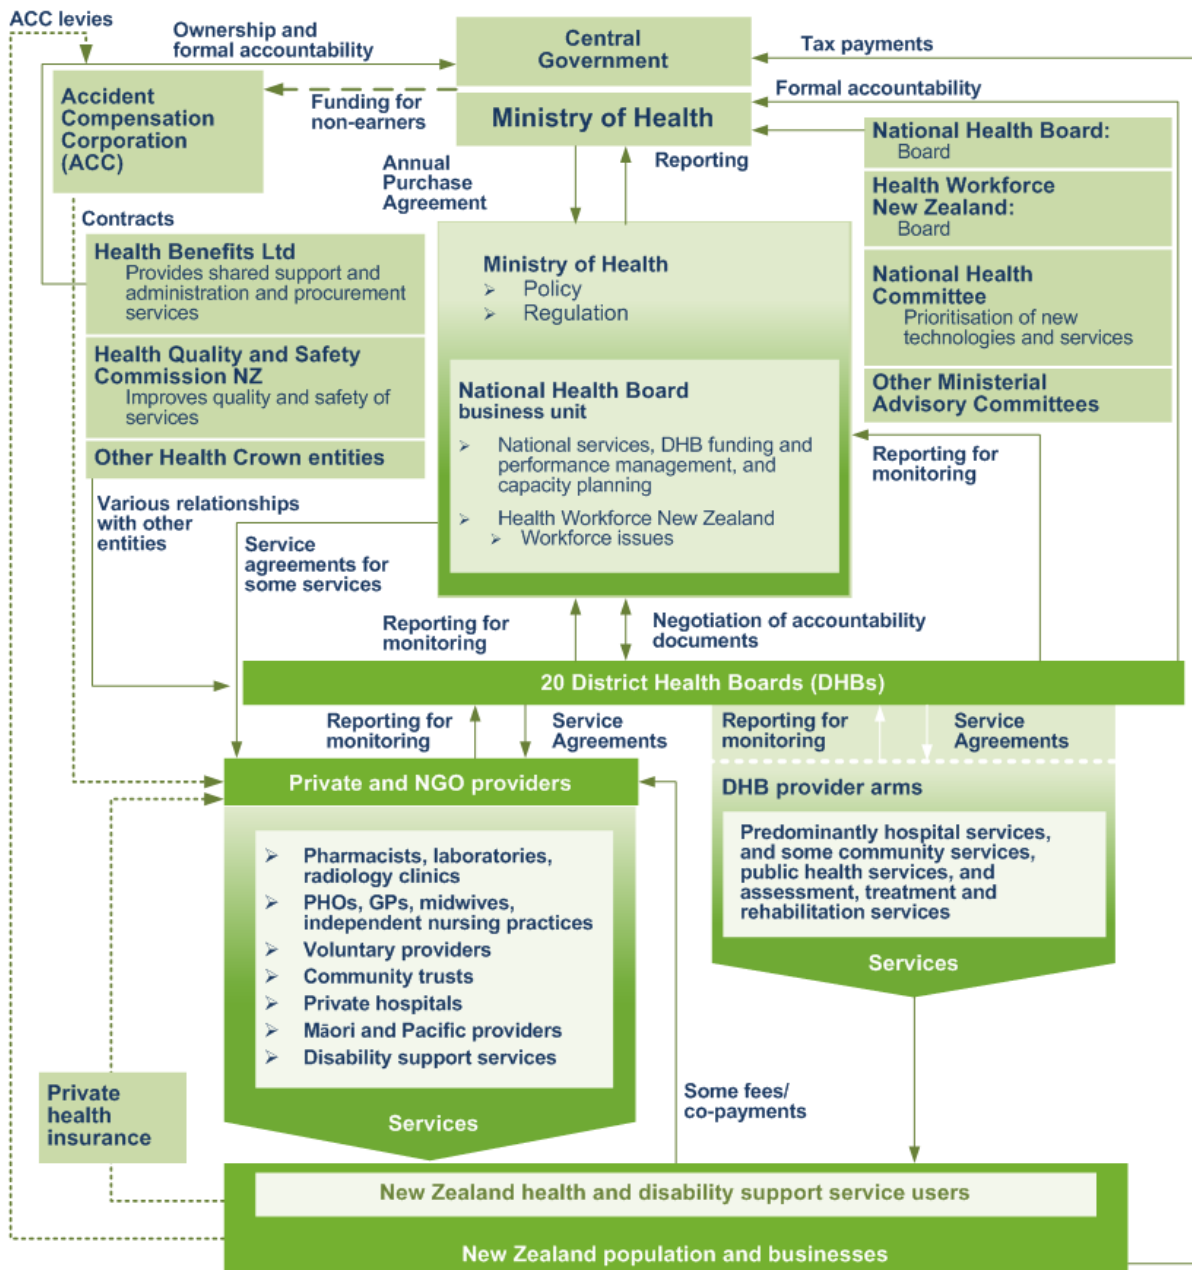 ACC levies
Ownership and
formal accountability
Central
Government
Tax payments
Accident
Compensation
Corporation
(ACC)
Funding for
non-earners
Ministry of Health
Formal accountability
National Health Board:
Board
Health Workforce
New Zealand:
Board
National Health
Committee
Prioritisation of new
technologies and services
Other Ministerial
Advisory Committees
Annual
Purchase
Agreement
Reporting
Contracts
Health Benefits Ltd
Provides shared support and
administration and procurement
services
Health Quality and Safety
Commission NZ
Improves quality and safety of
services
Other Health Crown entities
Ministry of Health
➢ Policy
➢ Regulation
National Health Board
business unit
➢ National services, DHB funding and
performance management, and
capacity planning
➢ Health Workforce New Zealand
➢ Workforce issues
Reporting for
monitoring
Various relationships
with other
entities
Service
agreements for
some services
Reporting for
monitoring
Negotiation of accountability
documents
20 District Health Boards (DHBs)
Reporting for
monitoring
Service
Agreements
Reporting for
monitoring
Service
Agreements
Private and NGO providers
➢ Pharmacists, laboratories,
radiology clinics
➢ PHOs, GPs, midwives,
independent nursing practices
➢ Voluntary providers
➢ Community trusts
➢ Private hospitals
➢ Māori and Pacific providers
➢ Disability support services
Services
DHB provider arms
Predominantly hospital services,
and some community services,
public health services, and
assessment, treatment and
rehabilitation services
Services
Private
health
insurance
Some fees/
co-payments
New Zealand health and disability support service users
New Zealand population and businesses